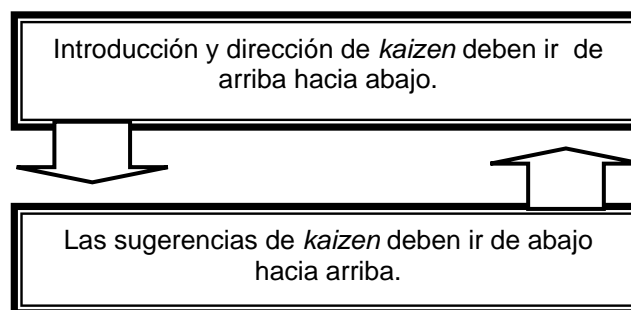 Introducción y dirección de kaizen deben ir de
arriba hacia abajo.
Las sugerencias de kaizen deben ir de abajo
hacia arriba.